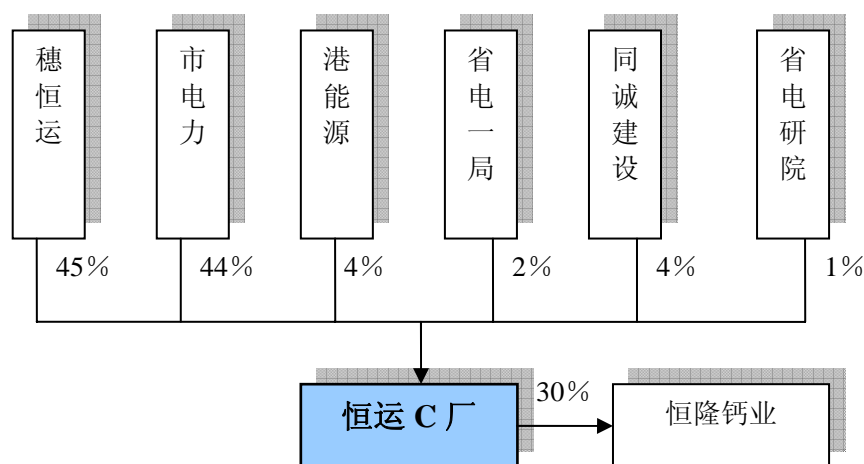 穗恒运
市电力
港能源
省电一局
同诚建设
省电研院
45%
44%
4%
2%
4%
1%
恒运 C 厂
30%
恒隆钙业